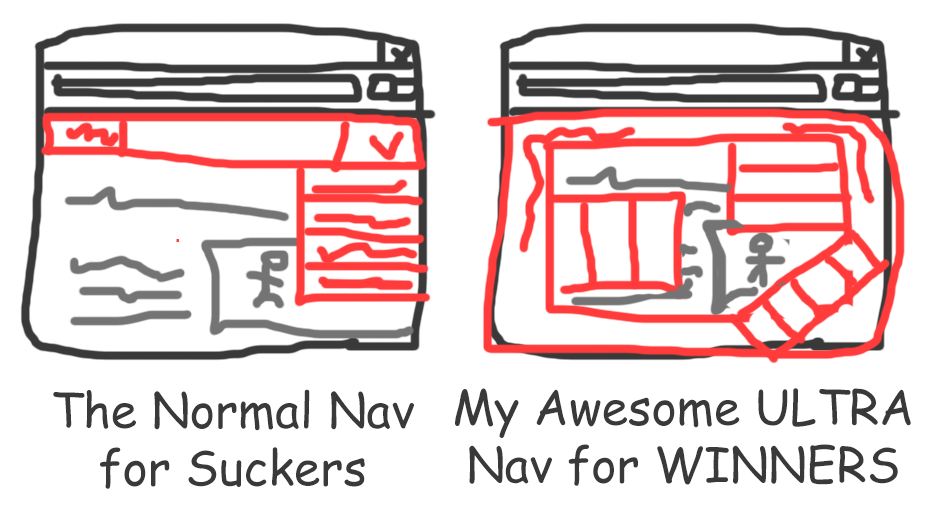 The Normal Nav
for Suckers
My Awesome ULTRA
Nav for WINNERS